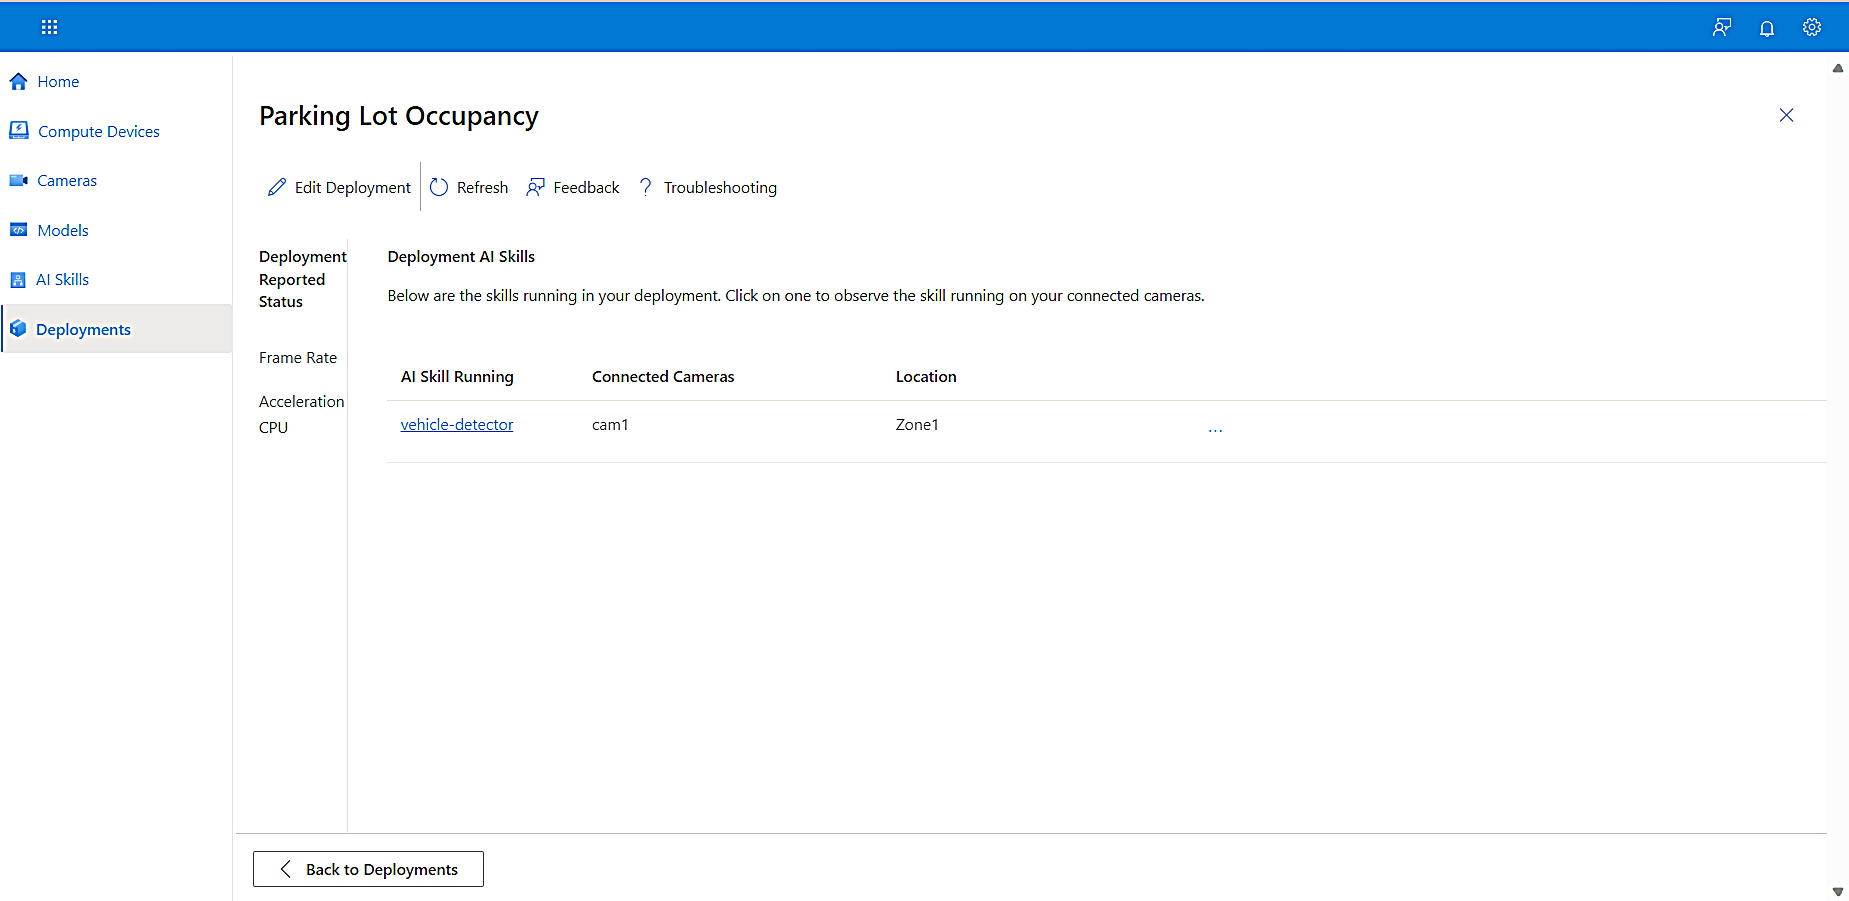 Home
Compute Devices
Cameras
Models
AI Skills
Deployments
Parking Lot Occupancy
Edit Deployment
Refresh
Feedback
? Troubleshooting
Deployment
Reported
Status
Frame Rate
Acceleration
CPU
Deployment AI Skills
Below are the skills running in your deployment. Click on one to observe the skill running on your connected cameras.
AI Skill Running Connected Cameras Location
vehicle-detector cam1 Zone1 ...
Back to Deployments